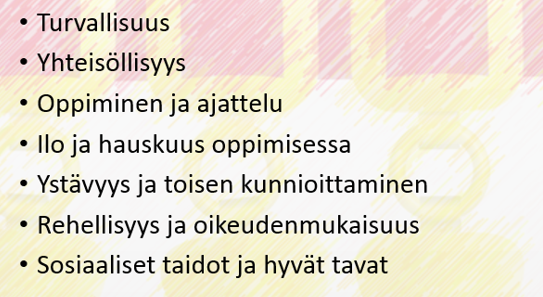 • Turvallisuus
• Yhteisöllisyys
• Oppiminen ja ajattelu
• Ilo ja hauskuus oppimisessa
• Ystävyys ja toisen kunnioittaminen
• Rehellisyys ja oikeudenmukaisuus
• Sosiaaliset taidot ja hyvät tavat